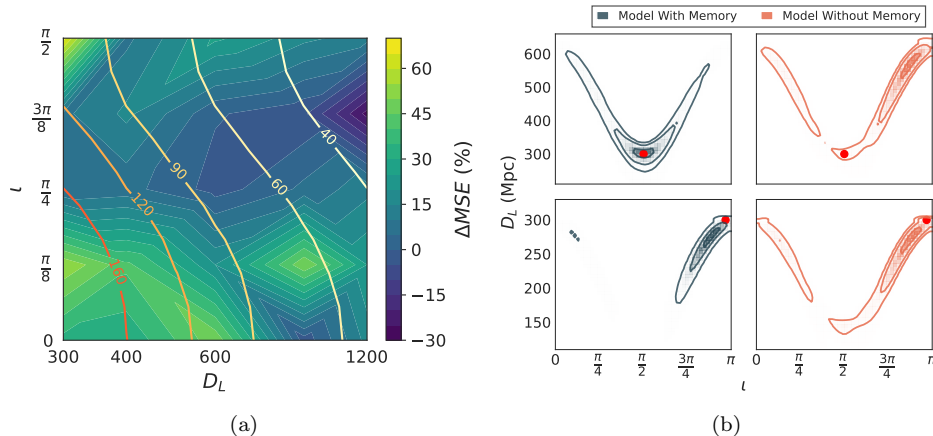 Model With Memory
Model Without Memory
π/2
3π/8
ι
π/4
π/8
0
300
400
600
1200
D_L
160
120
90
60
40
ΔMSE (%)
60
45
30
15
0
−15
−30
D_L (Mpc)
600
500
400
300
300
250
200
150
0
π/4
π/2
3π/4
π
0
π/4
π/2
3π/4
π
ι
(a)
(b)